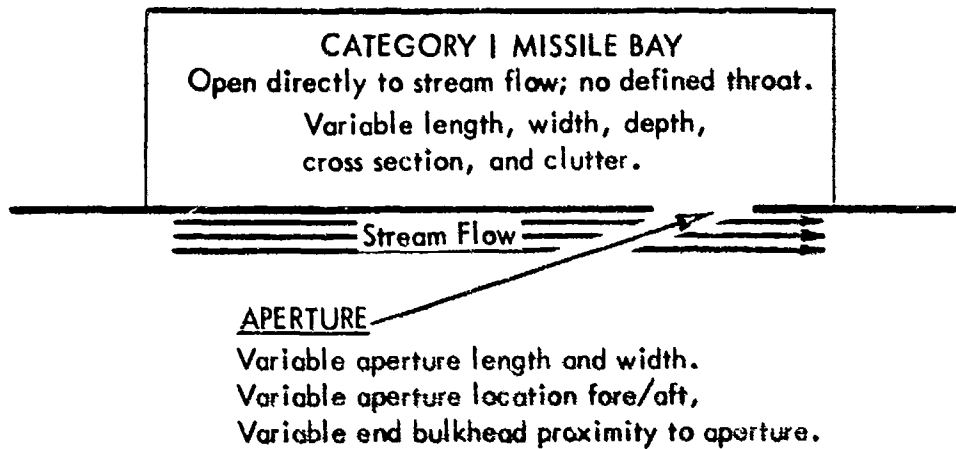 CATEGORY I MISSILE BAY
Open directly to stream flow; no defined throat.
Variable length, width, depth,
cross section, and clutter.
Stream Flow
APERTURE
Variable aperture length and width.
Variable aperture location fore/aft,
Variable end bulkhead proximity to aperture.